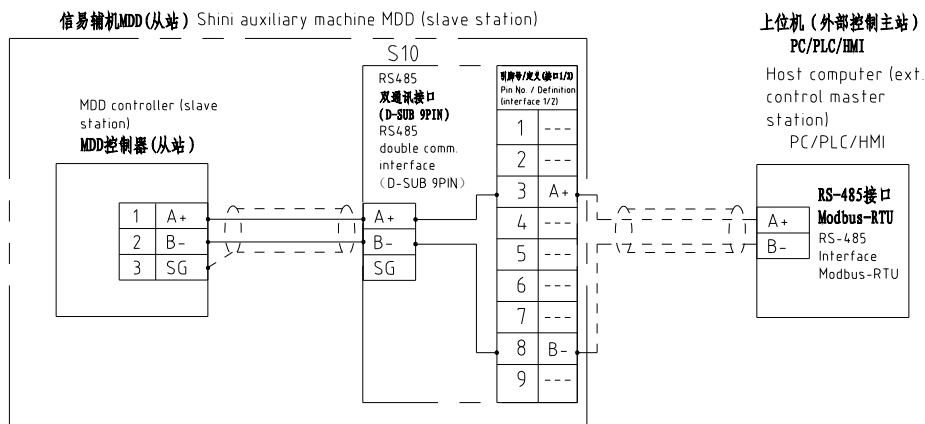 信易辅机MDD(从站) Shini auxiliary machine MDD (slave station)
上位机（外部控制主站）
PC/PLC/HMI
Host computer (ext.
control master
station)
PC/PLC/HMI
MDD controller (slave
station)
MDD控制器(从站)
1 A+
2 B-
3 SG
S10
RS485
双通讯接口
(D-SUB 9PIN)
RS485
double comm.
interface
（D-SUB 9PIN）
A+
B-
SG
引脚号/定义(接口1/2)
Pin No. / Definition
(interface 1/2)
1 ---
2 ---
3 A+
4 ---
5 ---
6 ---
7 ---
8 B-
9 ---
A+
B-
RS-485接口
Modbus-RTU
RS-485
Interface
Modbus-RTU